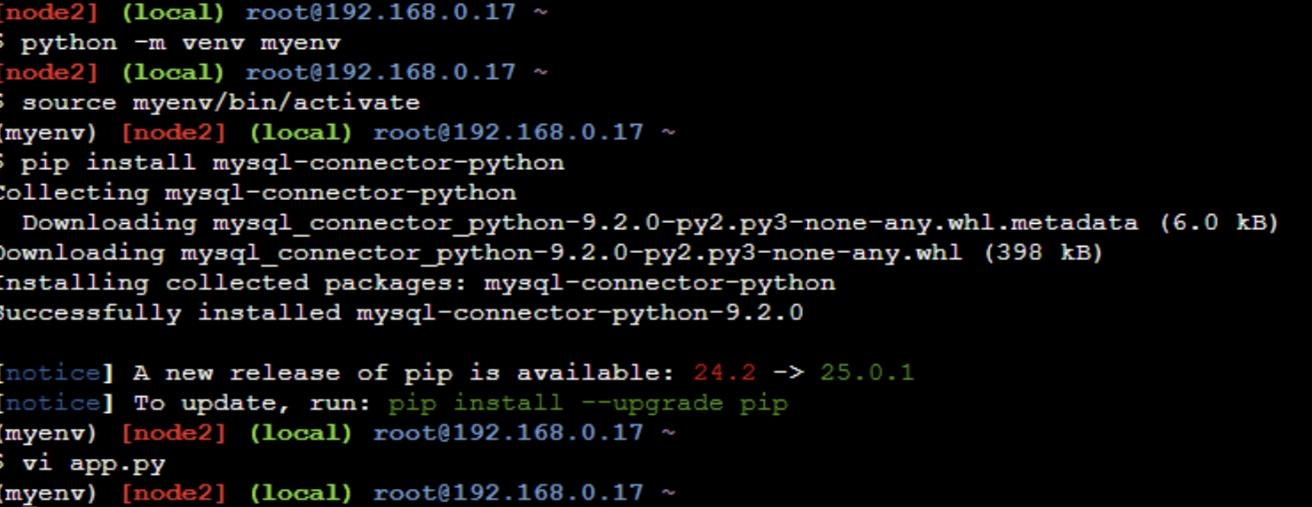 [node2] (local) root@192.168.0.17 ~
$ python -m venv myenv
[node2] (local) root@192.168.0.17 ~
$ source myenv/bin/activate
(myenv) [node2] (local) root@192.168.0.17 ~
$ pip install mysql-connector-python
Collecting mysql-connector-python
  Downloading mysql_connector_python-9.2.0-py2.py3-none-any.whl.metadata (6.0 kB)
Downloading mysql_connector_python-9.2.0-py2.py3-none-any.whl (398 kB)
Installing collected packages: mysql-connector-python
Successfully installed mysql-connector-python-9.2.0
[notice] A new release of pip is available: 24.2 -> 25.0.1
[notice] To update, run: pip install --upgrade pip
(myenv) [node2] (local) root@192.168.0.17 ~
$ vi app.py
(myenv) [node2] (local) root@192.168.0.17 ~